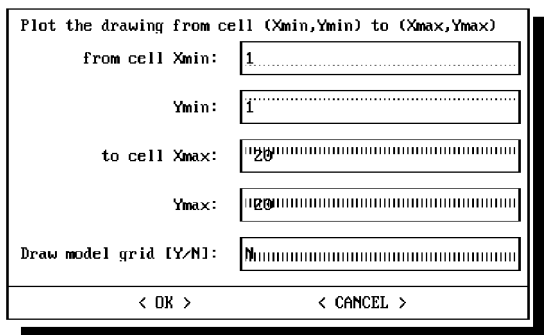 Plot the drawing from cell (Xmin,Ymin) to (Xmax,Ymax)
from cell Xmin: 1
Ymin: 1
to cell Xmax: 20
Ymax: 20
Draw model grid [Y/N]: N
< OK > < CANCEL >